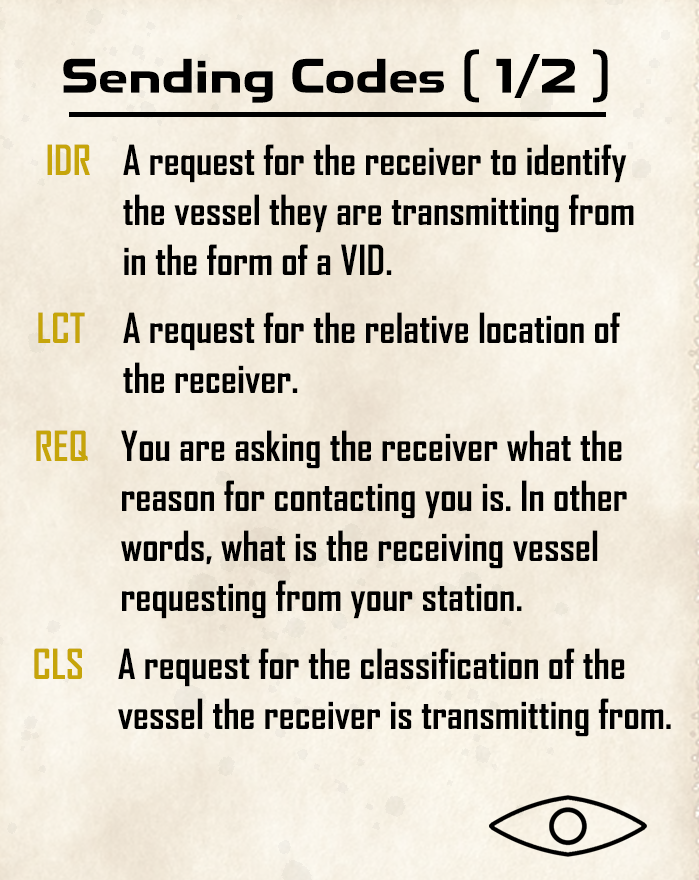 Sending Codes ( 1/2 )
IDR A request for the receiver to identify
the vessel they are transmitting from
in the form of a VID.
LCT A request for the relative location of
the receiver.
REQ You are asking the receiver what the
reason for contacting you is. In other
words, what is the receiving vessel
requesting from your station.
CLS A request for the classification of the
vessel the receiver is transmitting from.